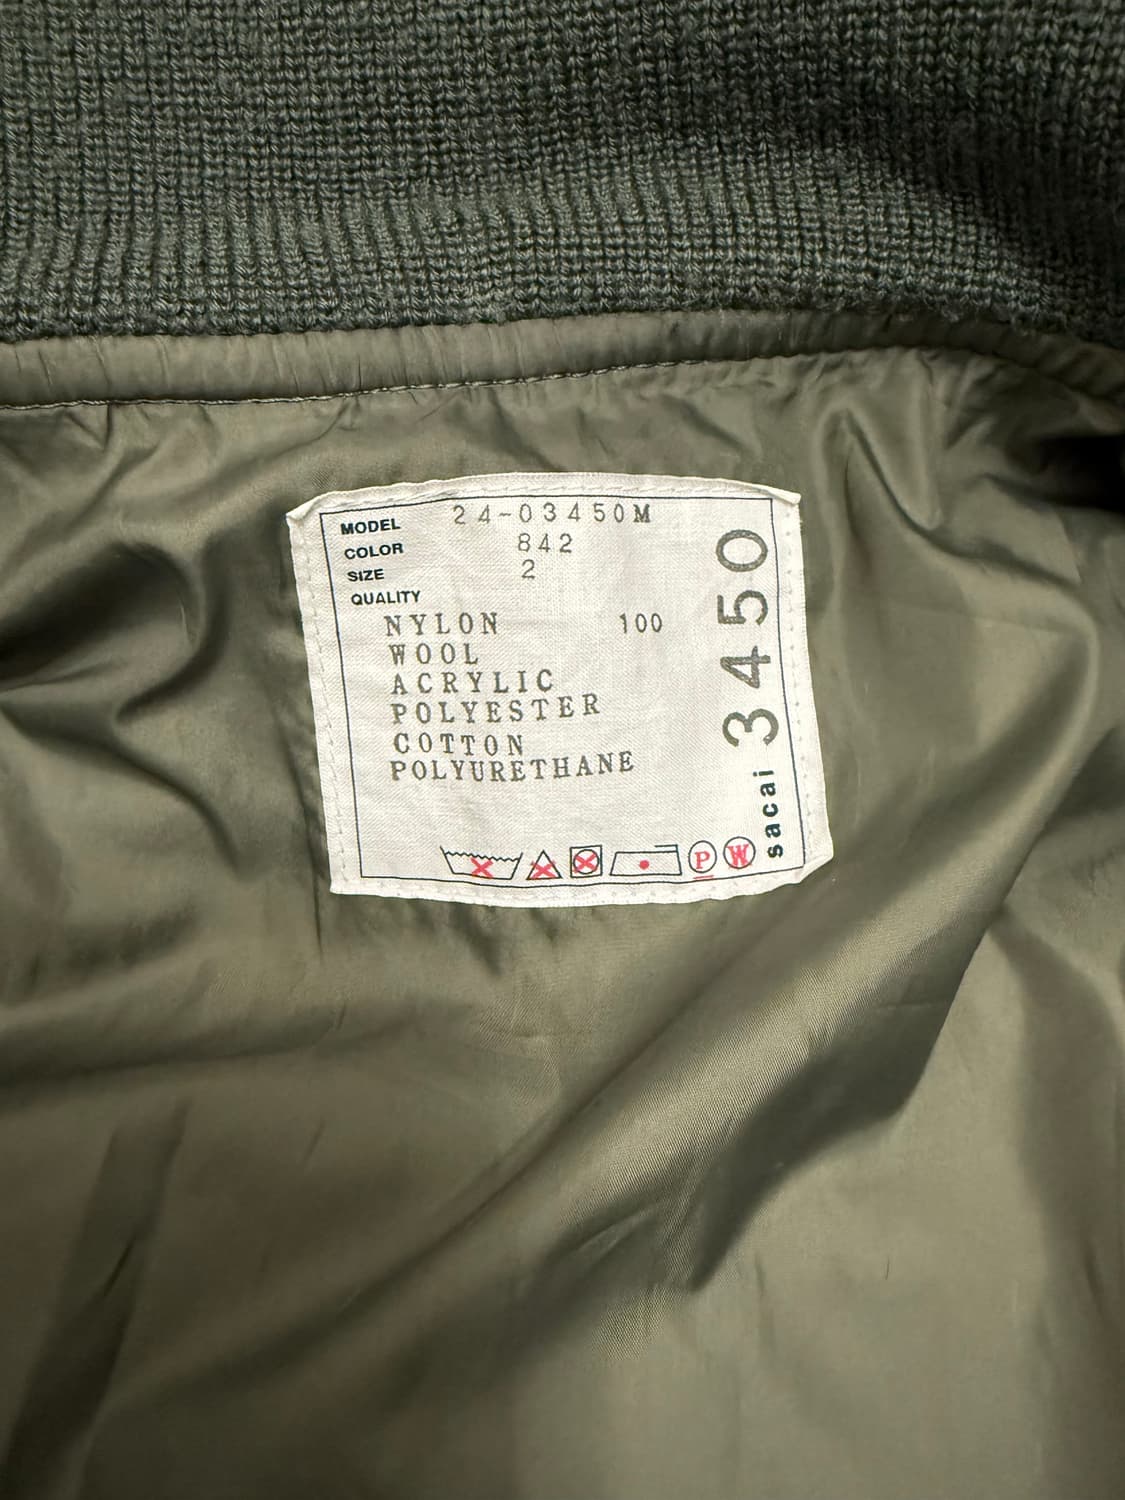 MODEL 24-03450M
COLOR 842
SIZE 2
QUALITY
NYLON 100
WOOL
ACRYLIC
POLYESTER
COTTON
POLYURETHANE
P W
sacai 3450